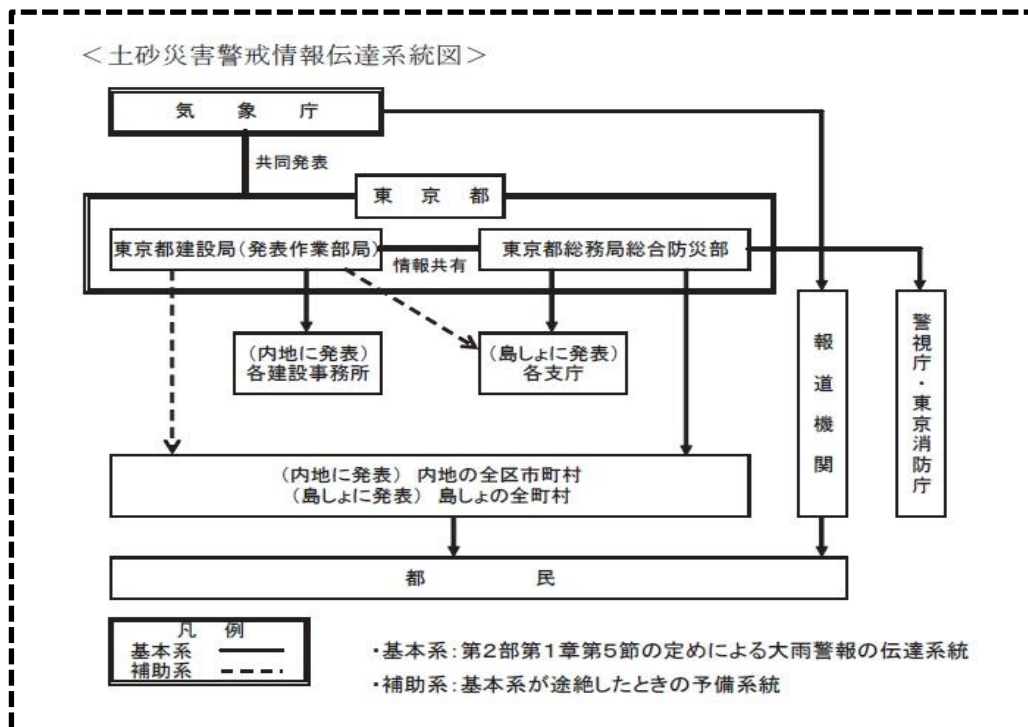 ＜土砂災害警戒情報伝達系統図＞
気象庁
共同発表
東京都
東京都建設局(発表作業部局)
情報共有
東京都総務局総合防災部
(内地に発表)
各建設事務所
(島しょに発表)
各支庁
報道機関
警視庁・東京消防庁
(内地に発表) 内地の全区市町村
(島しょに発表) 島しょの全町村
都民
凡例
基本系
補助系
・基本系：第2部第1章第5節の定めによる大雨警報の伝達系統
・補助系：基本系が途絶したときの予備系統